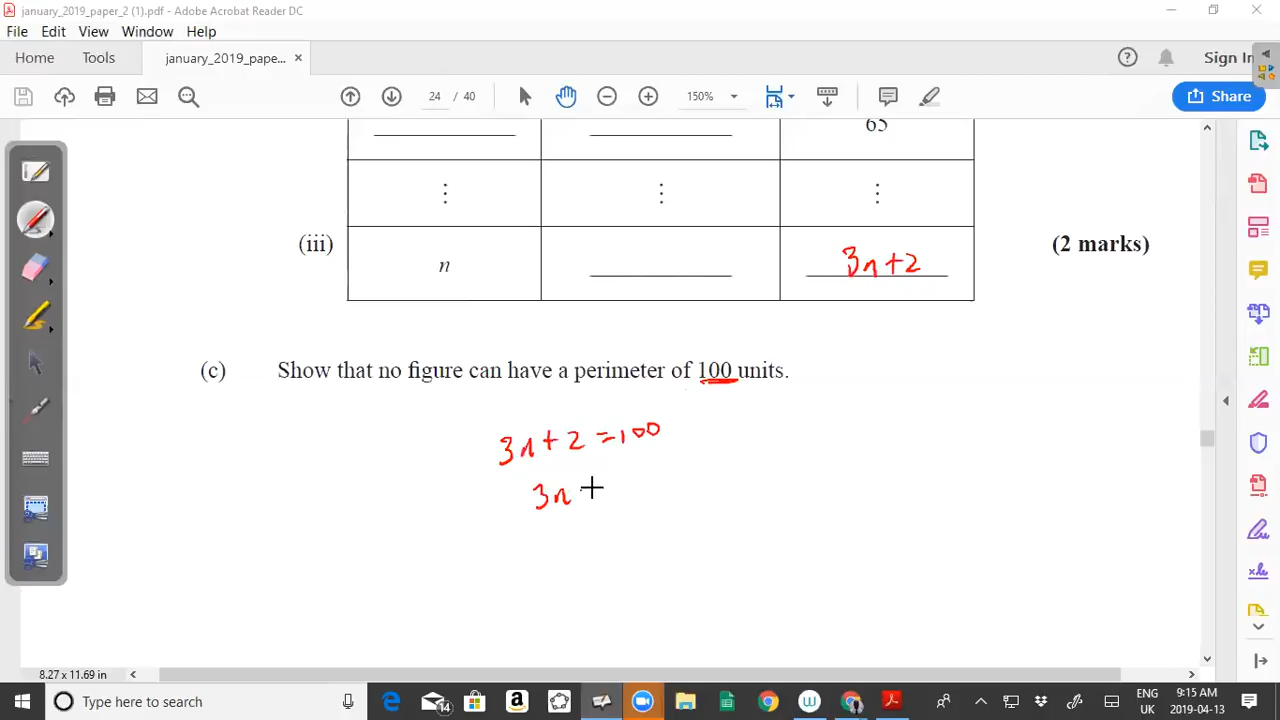 january_2019_paper_2 (1).pdf - Adobe Acrobat Reader DC
File Edit View Window Help
Home Tools january_2019_pape... × Sign In
24 / 40 150% Share
65
⋮ ⋮ ⋮
(iii) n 3n+2 (2 marks)
(c) Show that no figure can have a perimeter of 100 units.
3n+2=100
3n
8.27 x 11.69 in
Type here to search 14 ENG 9:15 AM
UK 2019-04-13